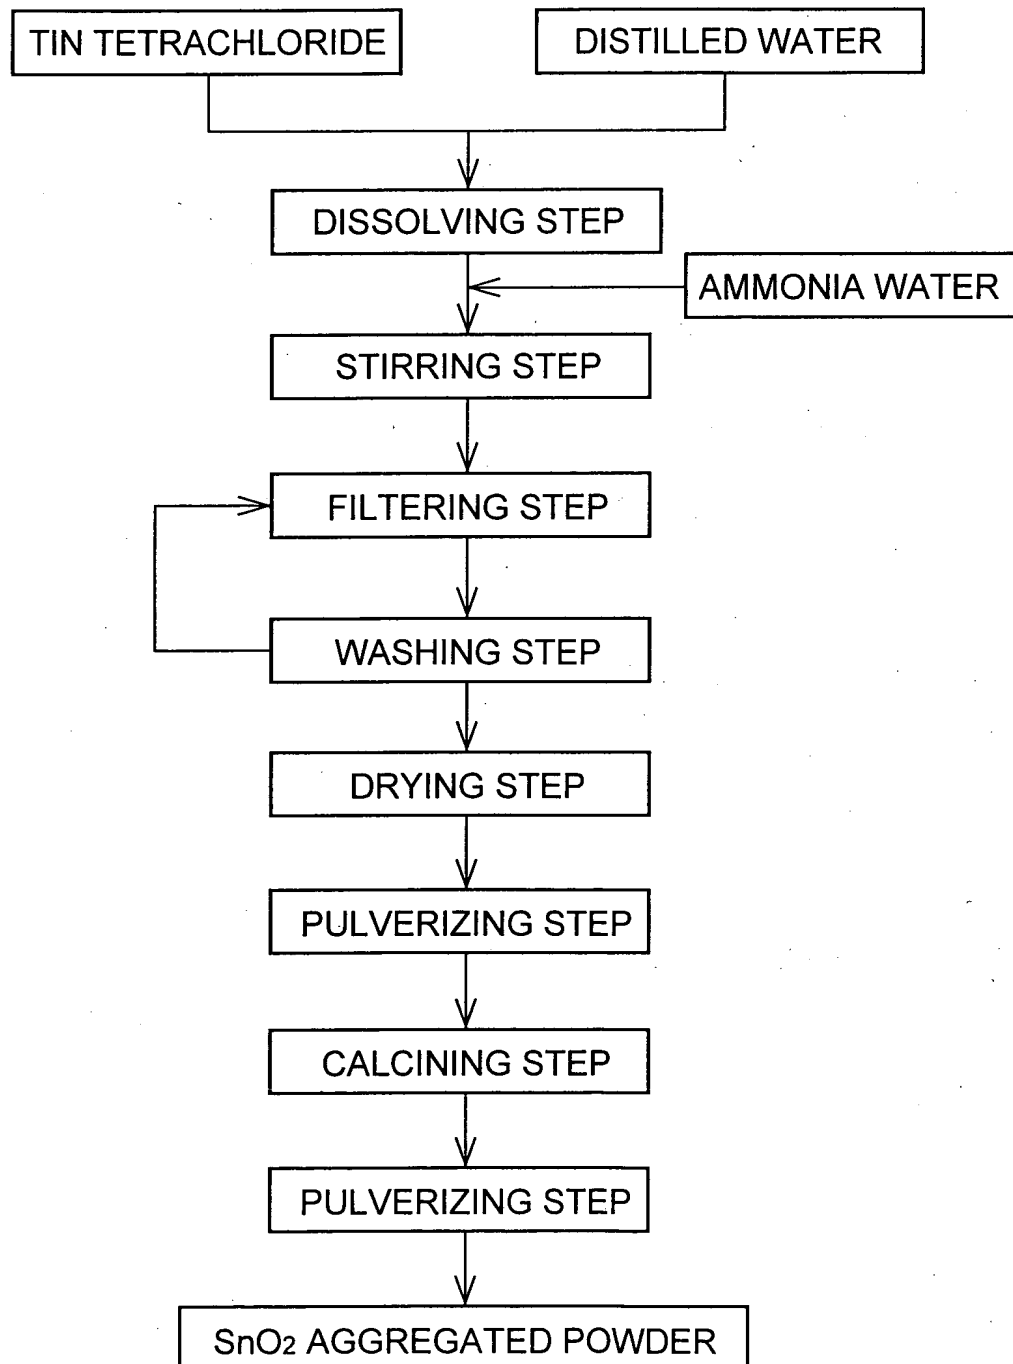 TIN TETRACHLORIDE
DISTILLED WATER
DISSOLVING STEP
AMMONIA WATER
STIRRING STEP
FILTERING STEP
WASHING STEP
DRYING STEP
PULVERIZING STEP
CALCINING STEP
PULVERIZING STEP
SnO2 AGGREGATED POWDER